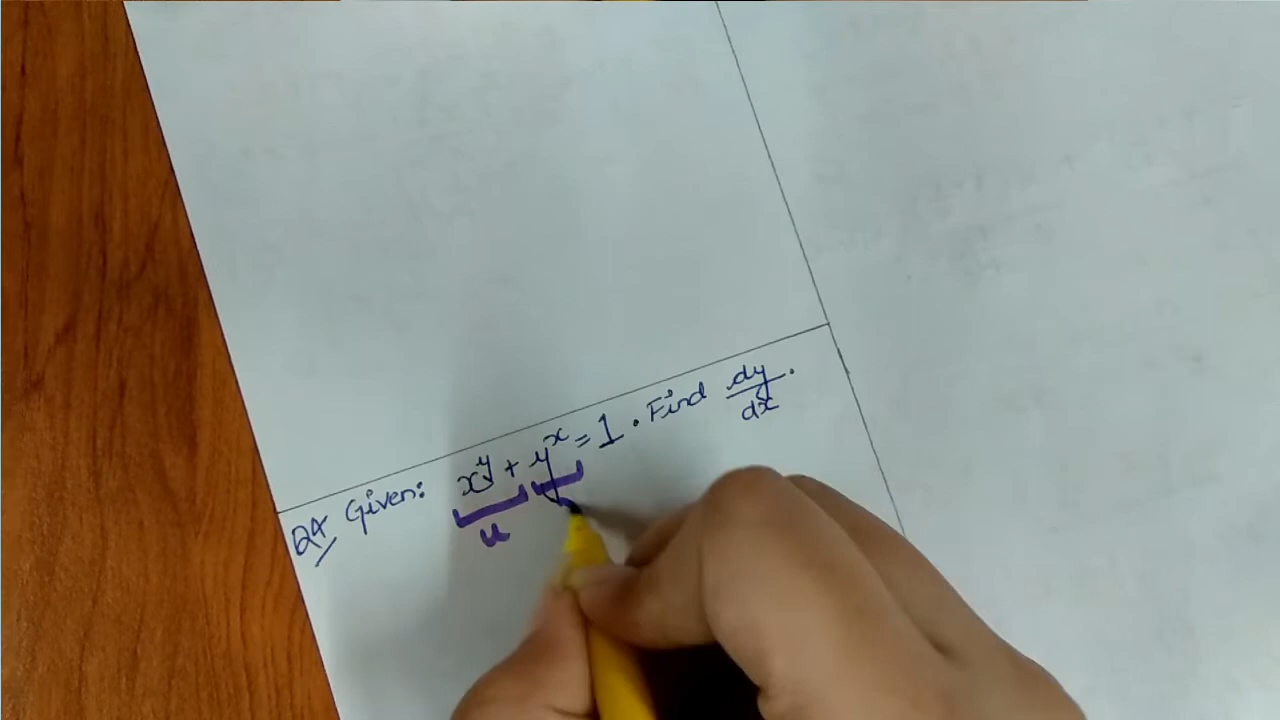 Q4 Given: x^y + y^x = 1. Find dy/dx.
u